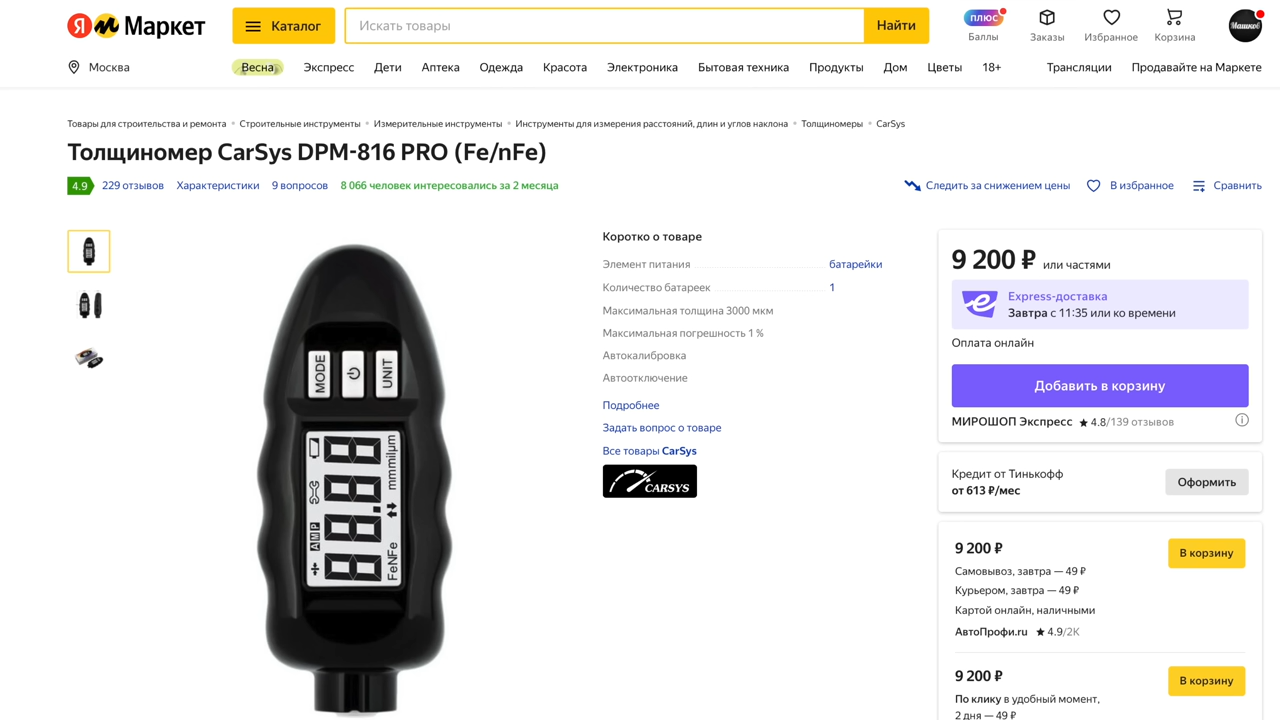 Я Маркет
Каталог
Искать товары
Найти
плюс
Баллы
Заказы
Избранное
Корзина
Машков
Москва
Весна Экспресс Дети Аптека Одежда Красота Электроника Бытовая техника Продукты Дом Цветы 18+ Трансляции Продавайте на Маркете
Товары для строительства и ремонта • Строительные инструменты • Измерительные инструменты • Инструменты для измерения расстояний, длин и углов наклона • Толщиномеры • CarSys
Толщиномер CarSys DPM-816 PRO (Fe/nFe)
4.9 229 отзывов Характеристики 9 вопросов 8 066 человек интересовались за 2 месяца
Следить за снижением цены В избранное Сравнить
MODE
UNIT
88.88
mm mil µm
AMP
FeNFe
Коротко о товаре
Элемент питания батарейки
Количество батареек 1
Максимальная толщина 3000 мкм
Максимальная погрешность 1 %
Автокалибровка
Автоотключение
Подробнее
Задать вопрос о товаре
Все товары CarSys
CARSYS
9 200 ₽ или частями
Express-доставка
Завтра с 11:35 или ко времени
Оплата онлайн
Добавить в корзину
МИРОШОП Экспресс ★ 4.8/139 отзывов
Кредит от Тинькофф
от 613 ₽/мес
Оформить
9 200 ₽
В корзину
Самовывоз, завтра — 49 ₽
Курьером, завтра — 49 ₽
Картой онлайн, наличными
АвтоПрофи.ru ★ 4.9/2K
9 200 ₽
В корзину
По клику в удобный момент,
2 дня — 49 ₽